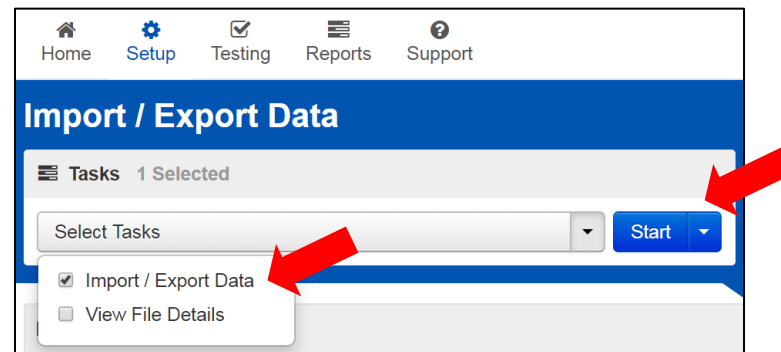 Home Setup Testing Reports Support
Import / Export Data
Tasks 1 Selected
Select Tasks Start
Import / Export Data
View File Details